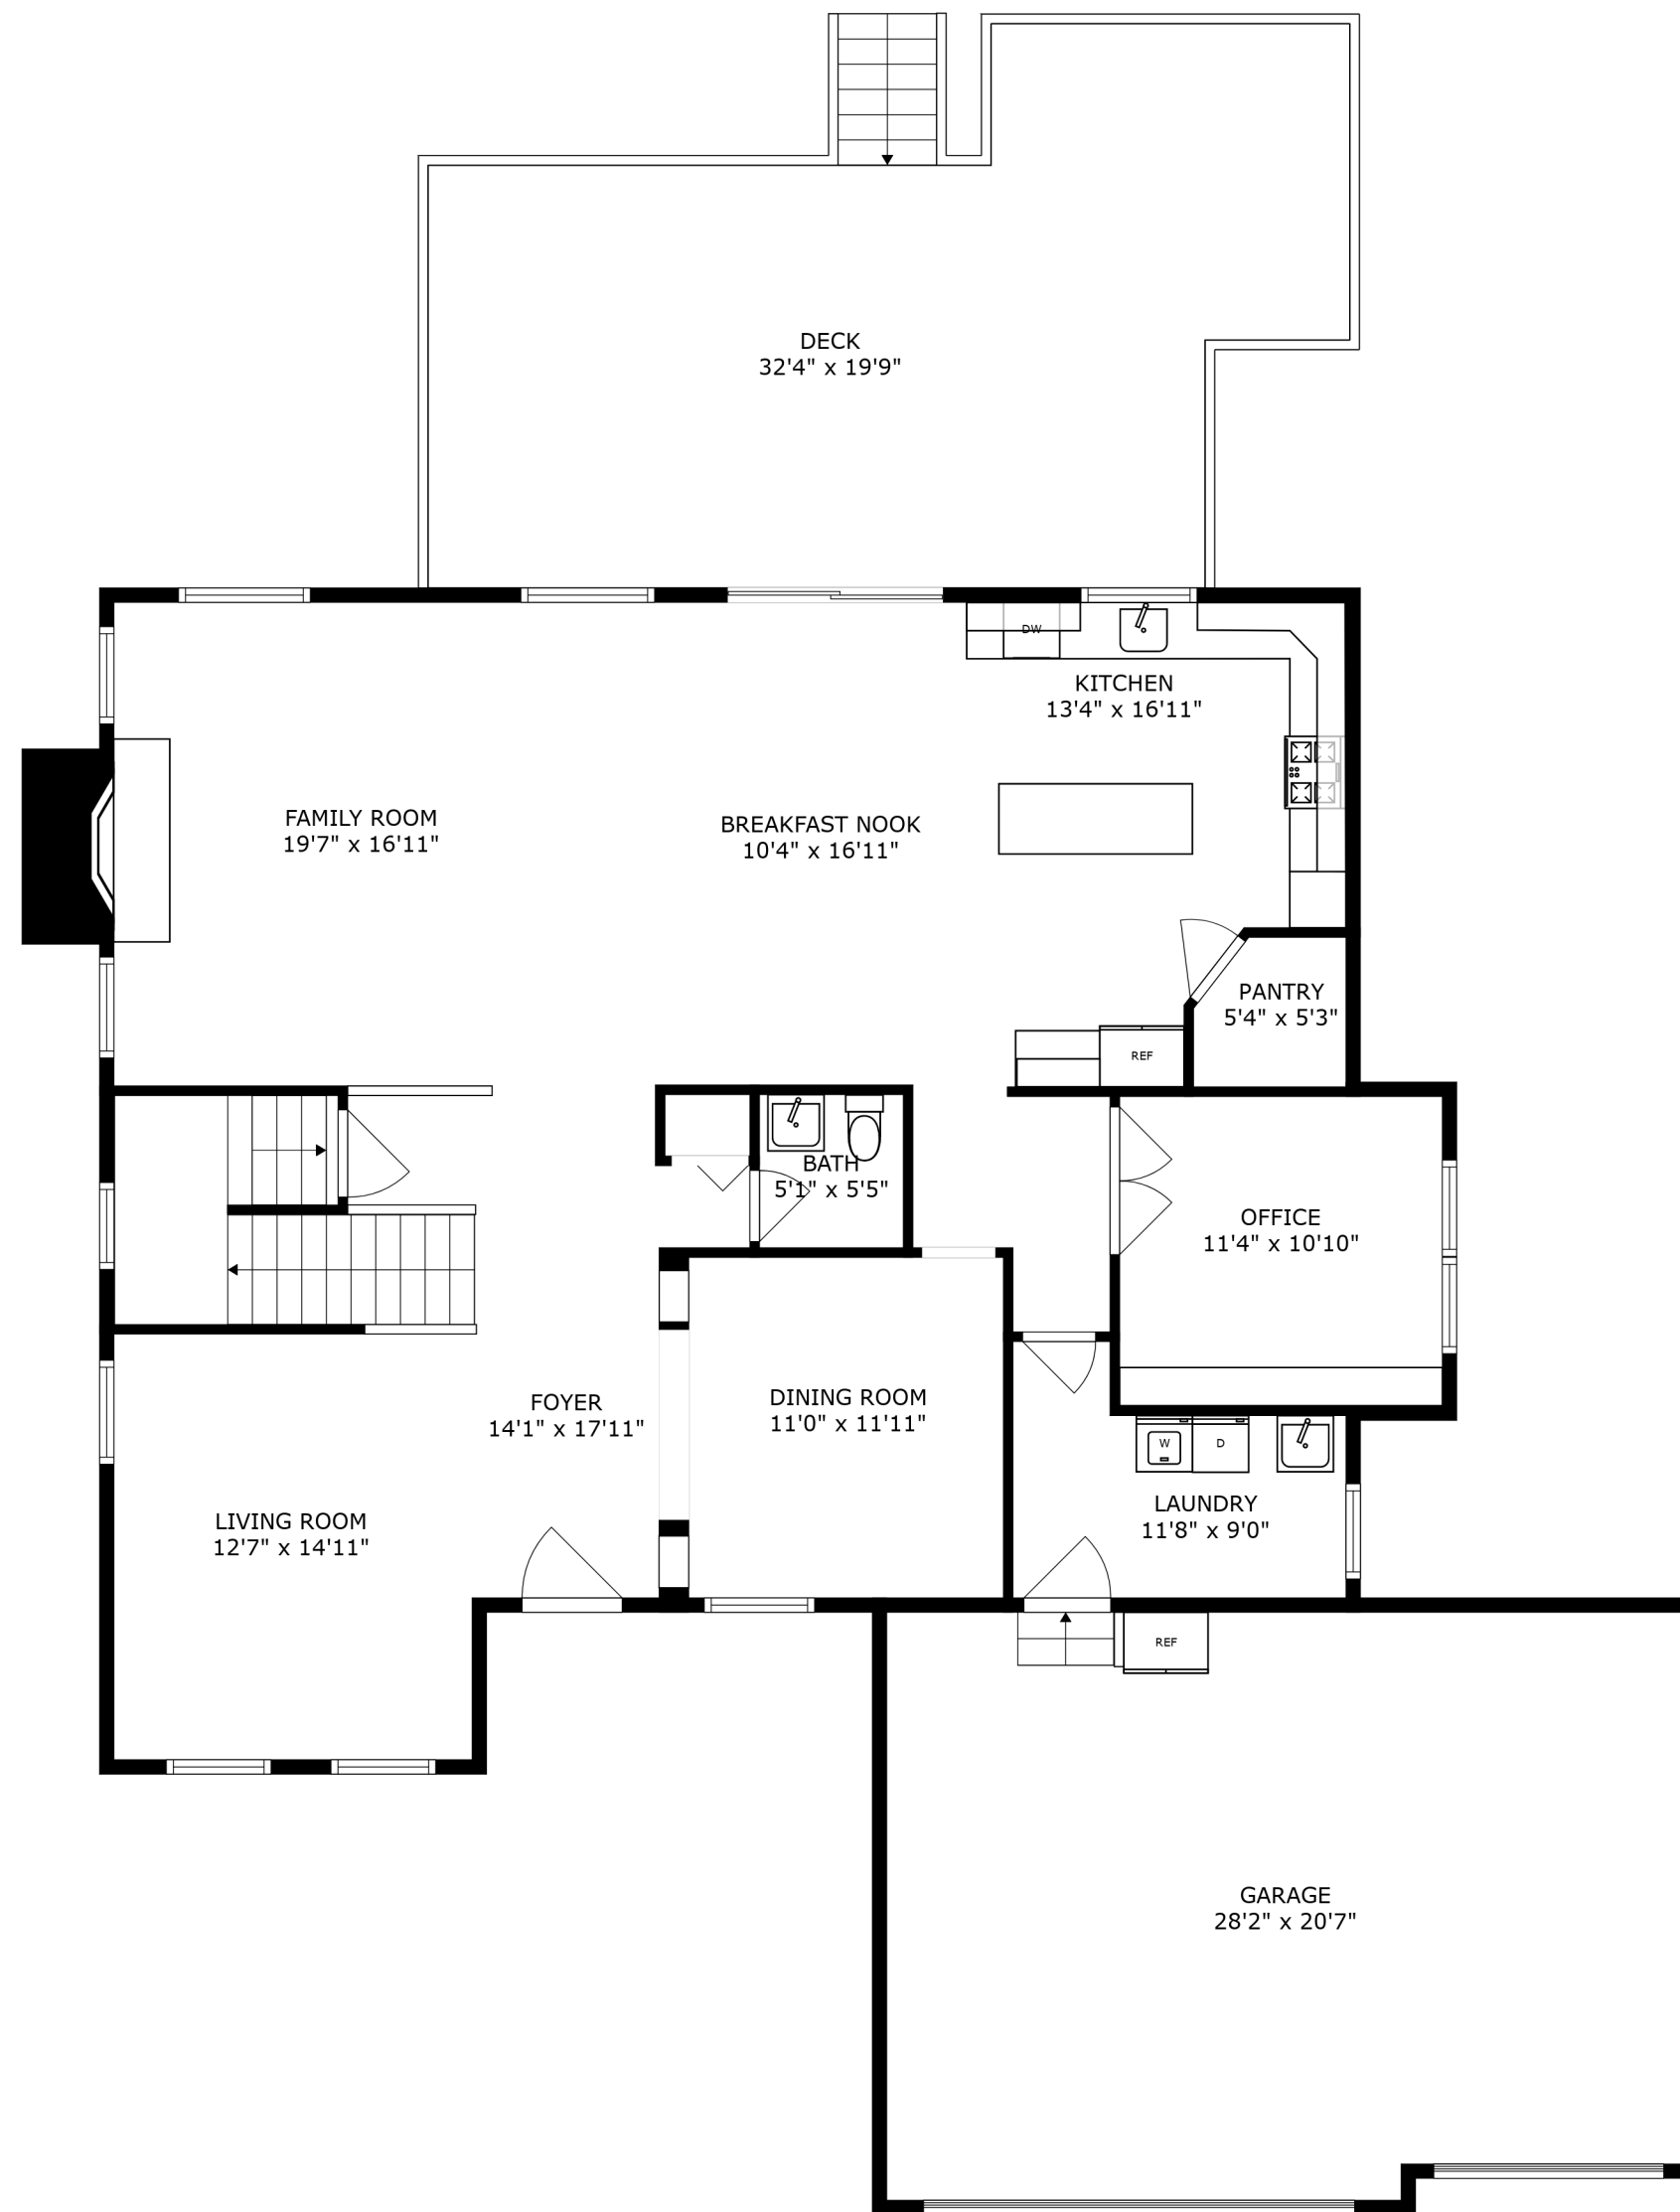 DECK
32'4" x 19'9"
DW
KITCHEN
13'4" x 16'11"
FAMILY ROOM
19'7" x 16'11"
BREAKFAST NOOK
10'4" x 16'11"
PANTRY
5'4" x 5'3"
REF
BATH
5'1" x 5'5"
OFFICE
11'4" x 10'10"
FOYER
14'1" x 17'11"
DINING ROOM
11'0" x 11'11"
W
D
LIVING ROOM
12'7" x 14'11"
LAUNDRY
11'8" x 9'0"
REF
GARAGE
28'2" x 20'7"